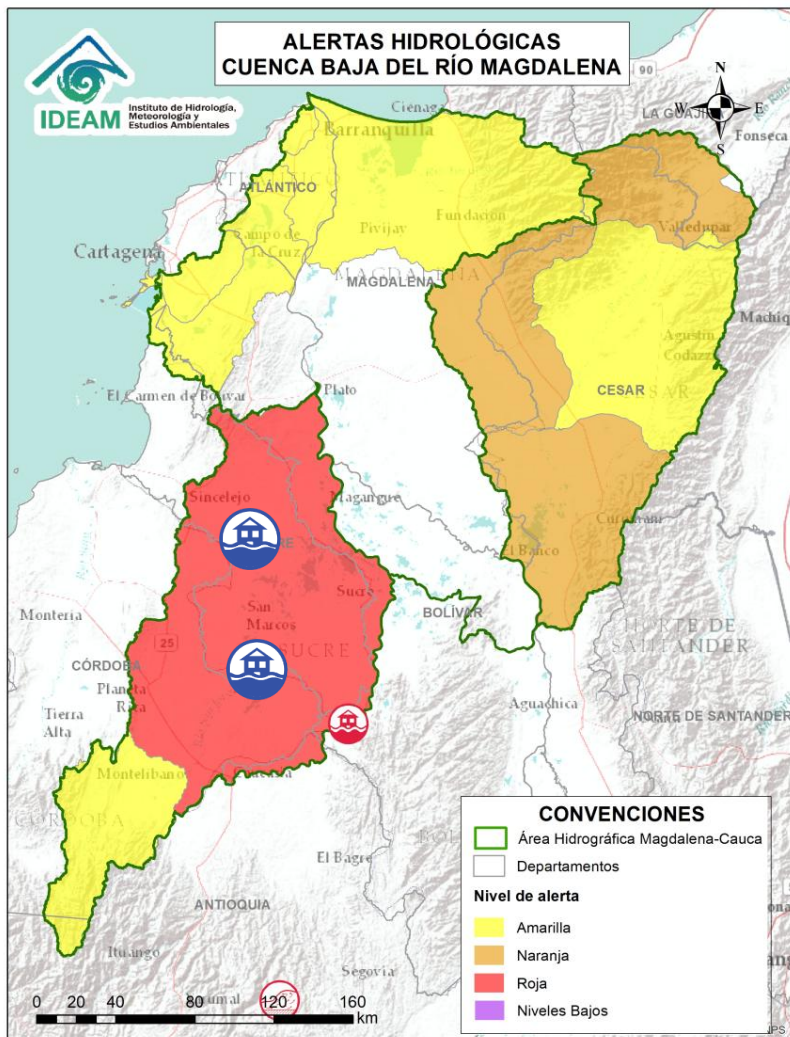 ALERTAS HIDROLÓGICAS
CUENCA BAJA DEL RÍO MAGDALENA
IDEAM
Instituto de Hidrología,
Meteorología y
Estudios Ambientales
N
W E
S
90
Ciénaga
LA GUAJIRA
Fonseca
Barranquilla
ATLÁNTICO
Valledupar
Cartagena
Campo de
la Cruz
Pivijay
Fundación
MAGDALENA
MAGDALENA
Machiq
Agustín
Codazzi
CESAR
El Carmen de Bolívar
Plato
Sincelejo
Magangué
Curumaní
El Banco
Sucre
San
Marcos
BOLÍVAR
Montería
25
SUCRE
NORTE DE
SANTANDER
CÓRDOBA
Planeta
Rica
Aguachica
Tierra
Alta
NORTE DE SANTANDER
Montelíbano
CÓRDOBA
El Bagre
ANTIOQUIA
Ituango
Segovia
0 20 40 80 120 160
km
CONVENCIONES
Área Hidrográfica Magdalena-Cauca
Departamentos
Nivel de alerta
Amarilla
Naranja
Roja
Niveles Bajos